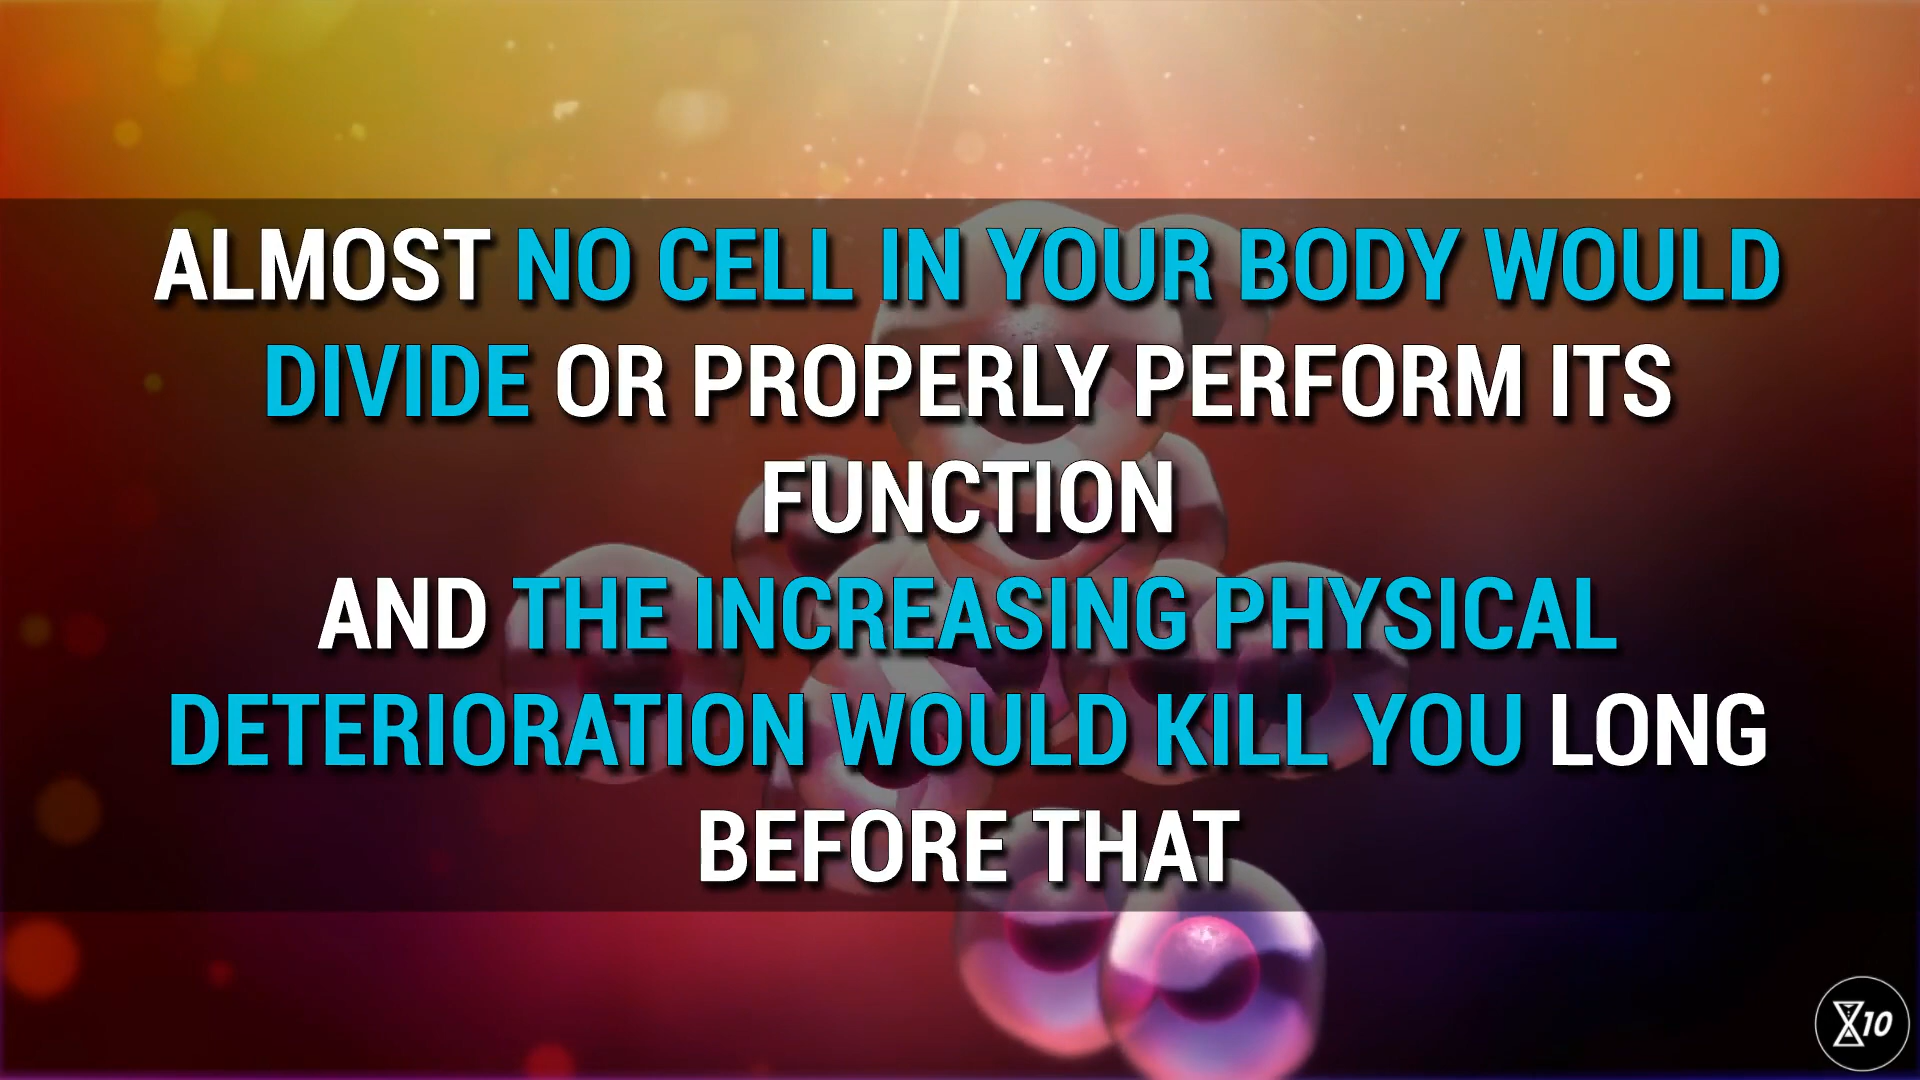 ALMOST NO CELL IN YOUR BODY WOULD
DIVIDE OR PROPERLY PERFORM ITS
FUNCTION
AND THE INCREASING PHYSICAL
DETERIORATION WOULD KILL YOU LONG
BEFORE THAT
10